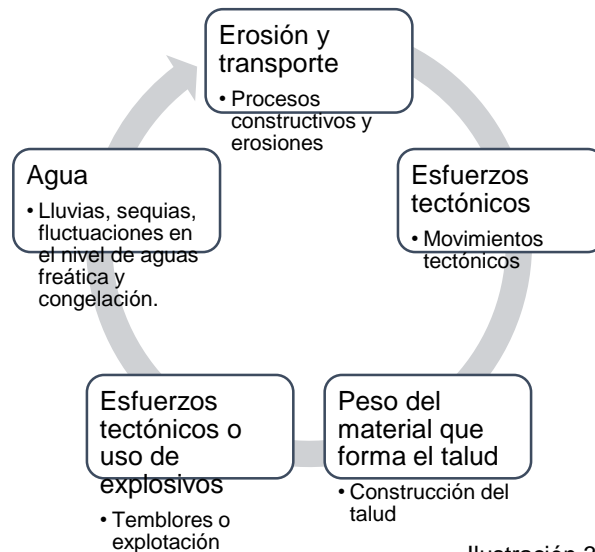 Erosión y
transporte
• Procesos
constructivos y
erosiones
Esfuerzos
tectónicos
• Movimientos
tectónicos
Peso del
material que
forma el talud
• Construcción del
talud
Esfuerzos
tectónicos o
uso de
explosivos
• Temblores o
explotación
Agua
• Lluvias, sequias,
fluctuaciones en
el nivel de aguas
freática y
congelación.